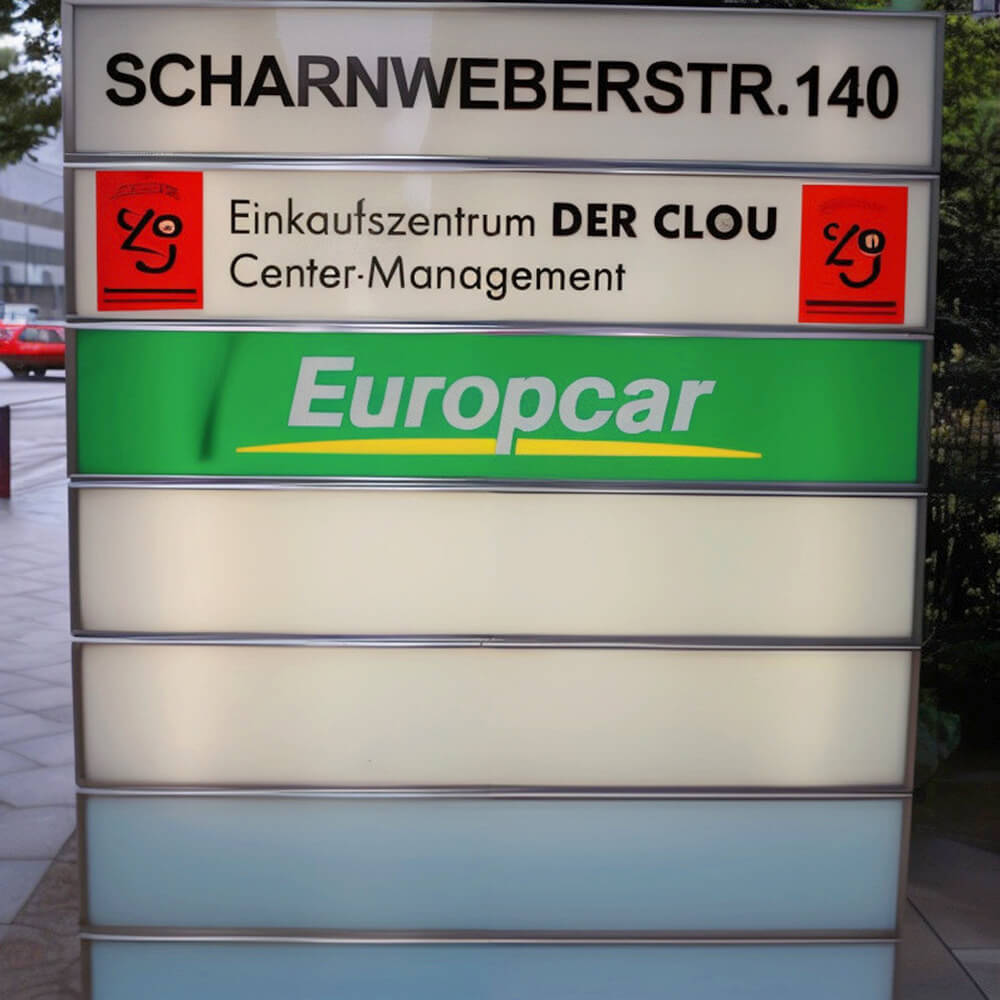 SCHARNWEBERSTR.140
Einkaufszentrum DER CLOU
Center-Management
Europcar